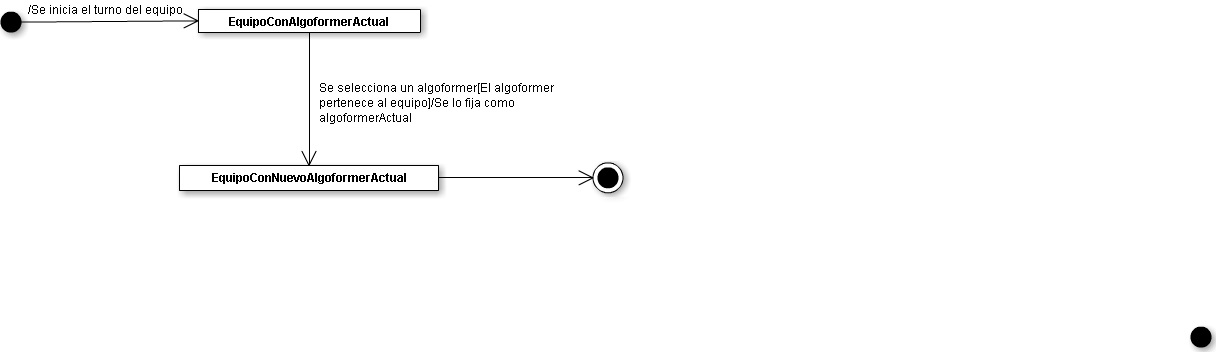 /Se inicia el turno del equipo
EquipoConAlgoformerActual
Se selecciona un algoformer[El algoformer
pertenece al equipo]/Se lo fija como
algoformerActual
EquipoConNuevoAlgoformerActual